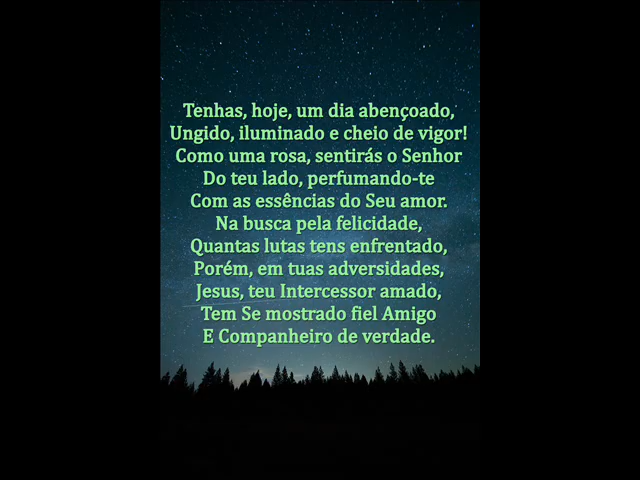 Tenhas, hoje, um dia abençoado,
Ungido, iluminado e cheio de vigor!
Como uma rosa, sentirás o Senhor
Do teu lado, perfumando-te
Com as essências do Seu amor.
Na busca pela felicidade,
Quantas lutas tens enfrentado,
Porém, em tuas adversidades,
Jesus, teu Intercessor amado,
Tem Se mostrado fiel Amigo
E Companheiro de verdade.